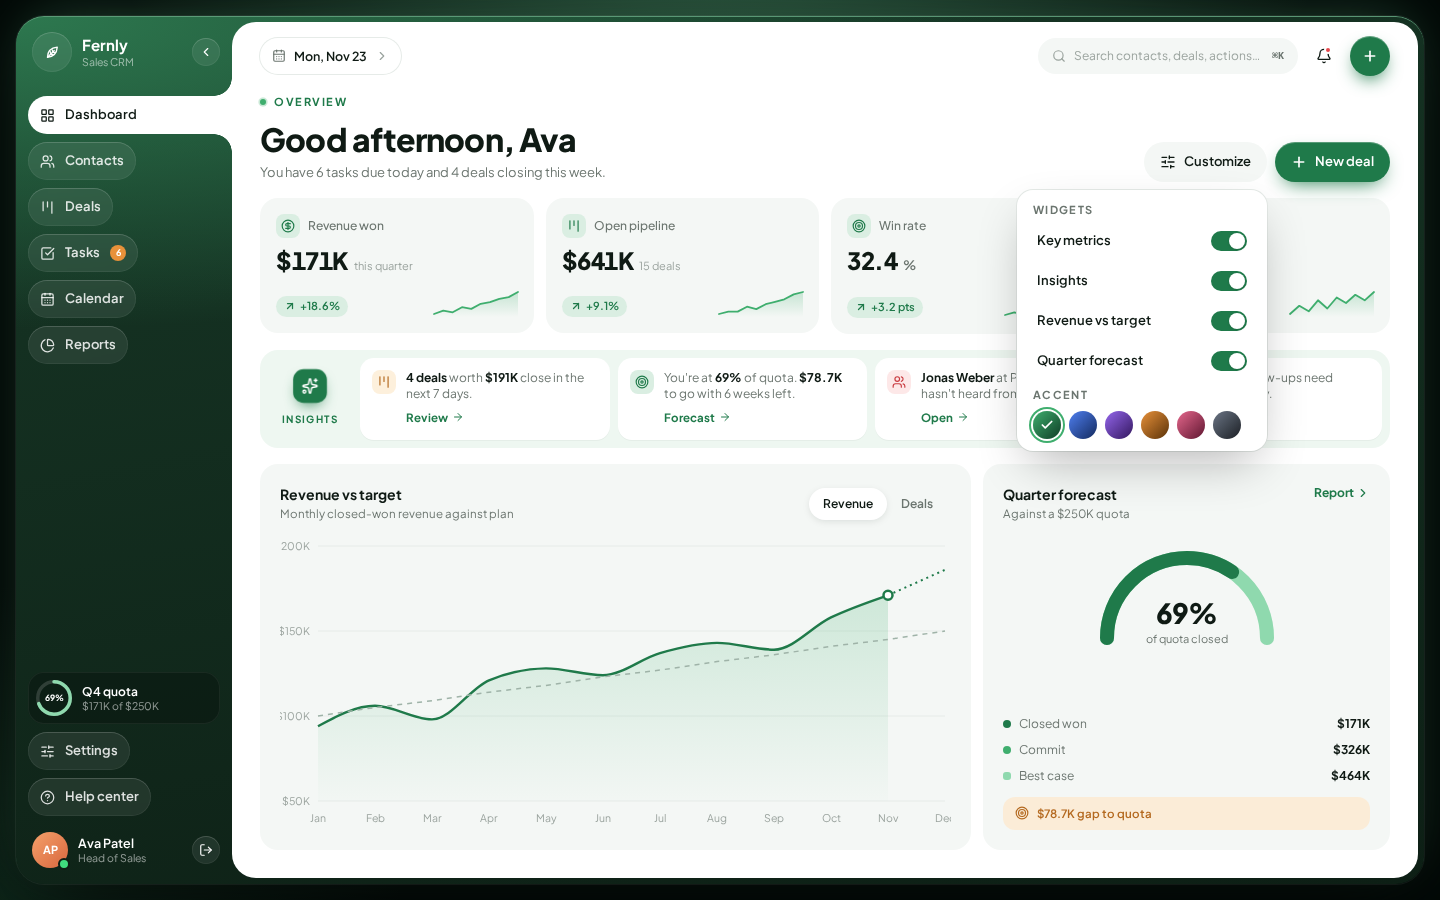 Fernly
Sales CRM
Dashboard
Contacts
Deals
Tasks 6
Calendar
Reports
69%
Q4 quota
$171K of $250K
Settings
Help center
AP
Ava Patel
Head of Sales
Mon, Nov 23
Search contacts, deals, actions... ⌘K
OVERVIEW
Good afternoon, Ava
You have 6 tasks due today and 4 deals closing this week.
Customize
New deal
Revenue won
$171K this quarter
+18.6%
Open pipeline
$641K 15 deals
+9.1%
Win rate
32.4 %
+3.2 pts
WIDGETS
Key metrics
Insights
Revenue vs target
Quarter forecast
ACCENT
INSIGHTS
4 deals worth $191K close in the
next 7 days.
Review
You're at 69% of quota. $78.7K
to go with 6 weeks left.
Forecast
Jonas Weber at
hasn't heard
Open
need
Revenue vs target
Monthly closed-won revenue against plan
Revenue
Deals
200K
$150K
$100K
$50K
Jan Feb Mar Apr May Jun Jul Aug Sep Oct Nov Dec
Quarter forecast
Against a $250K quota
Report
69%
of quota closed
Closed won $171K
Commit $326K
Best case $464K
$78.7K gap to quota